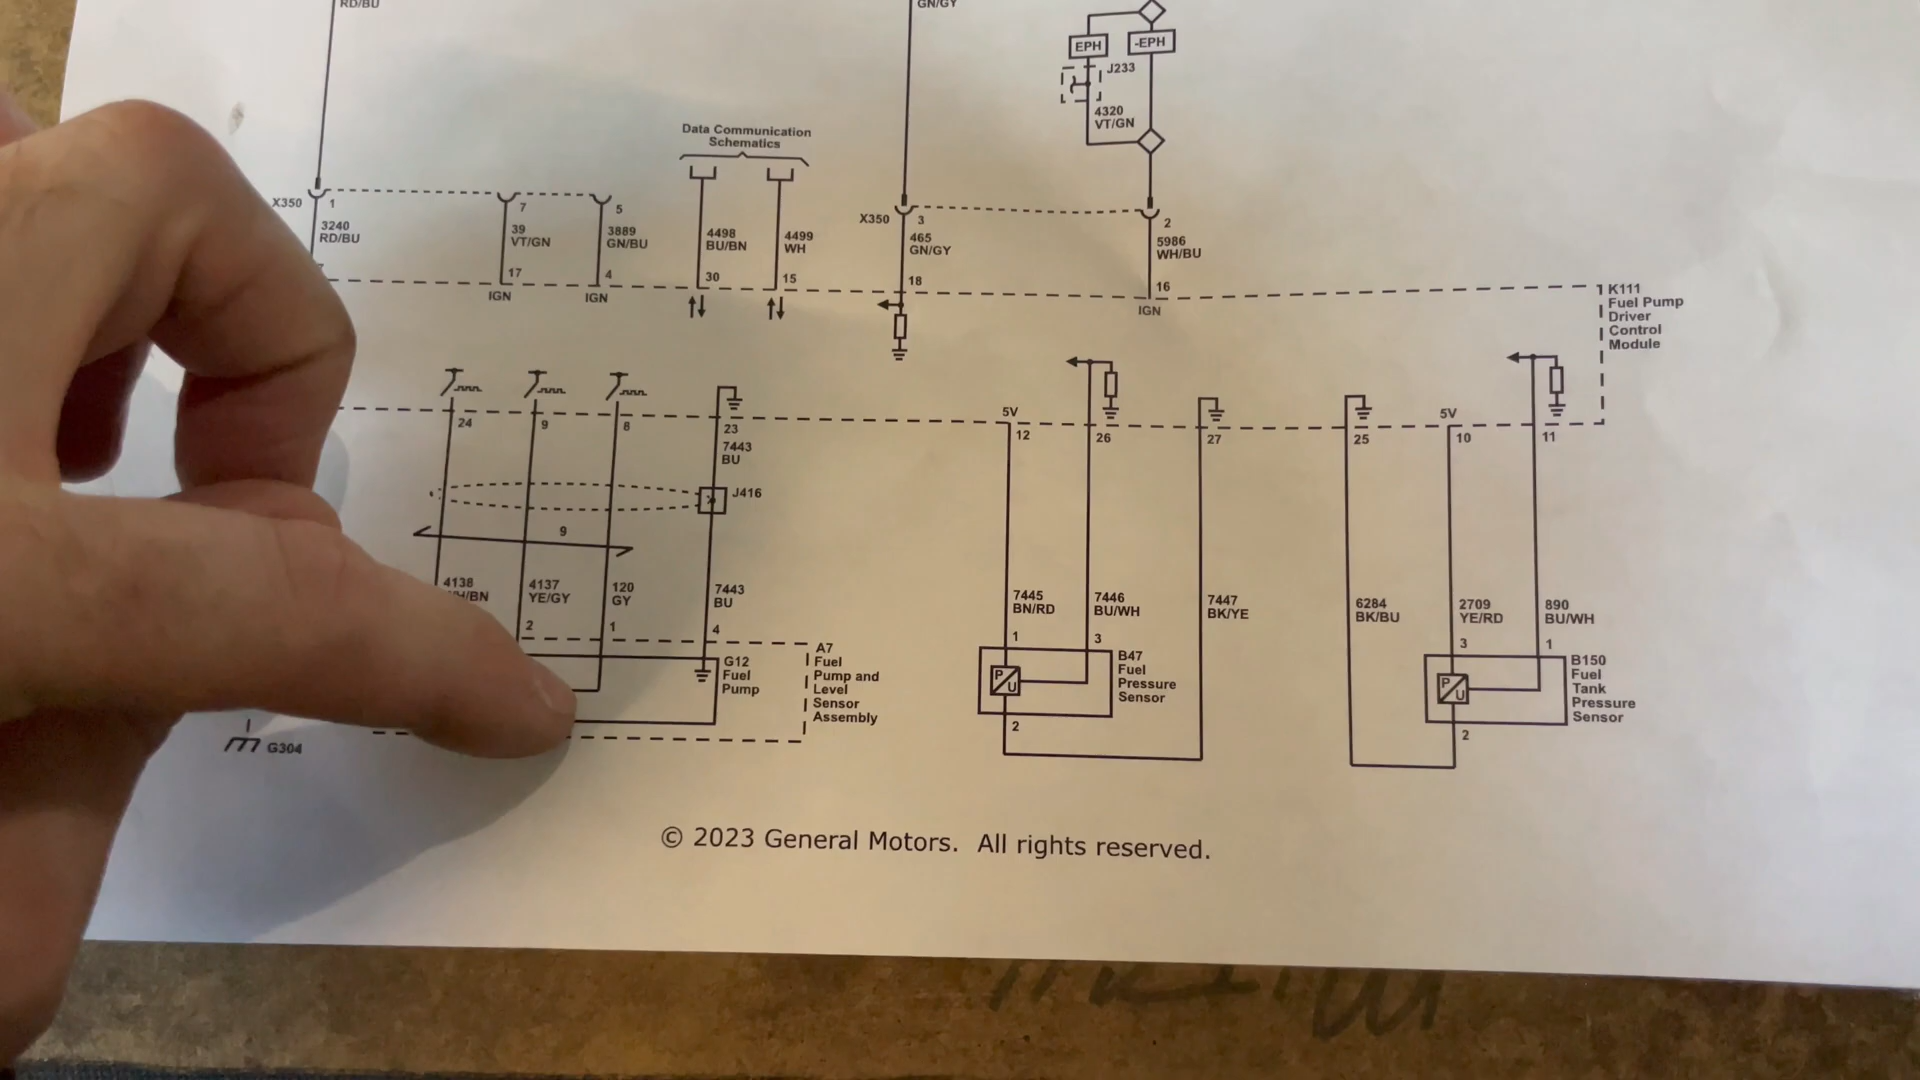 RD/BU
GN/GY
EPH
-EPH
J233
4320
VT/GN
Data Communication
Schematics
X350
1
3240
RD/BU
7
39
VT/GN
17
IGN
5
3889
GN/BU
4
IGN
4498
BU/BN
30
4499
WH
15
X350
3
465
GN/GY
18
2
5986
WH/BU
16
IGN
K111
Fuel Pump
Driver
Control
Module
24
9
8
23
7443
BU
J416
9
4138
WH/BN
4137
YE/GY
2
120
GY
1
7443
BU
4
G12
Fuel
Pump
A7
Fuel
Pump and
Level
Sensor
Assembly
G304
5V
12
26
27
7445
BN/RD
1
7446
BU/WH
3
7447
BK/YE
P
U
2
B47
Fuel
Pressure
Sensor
25
5V
10
11
6284
BK/BU
2709
YE/RD
3
890
BU/WH
1
P
U
2
B150
Fuel
Tank
Pressure
Sensor
© 2023 General Motors. All rights reserved.